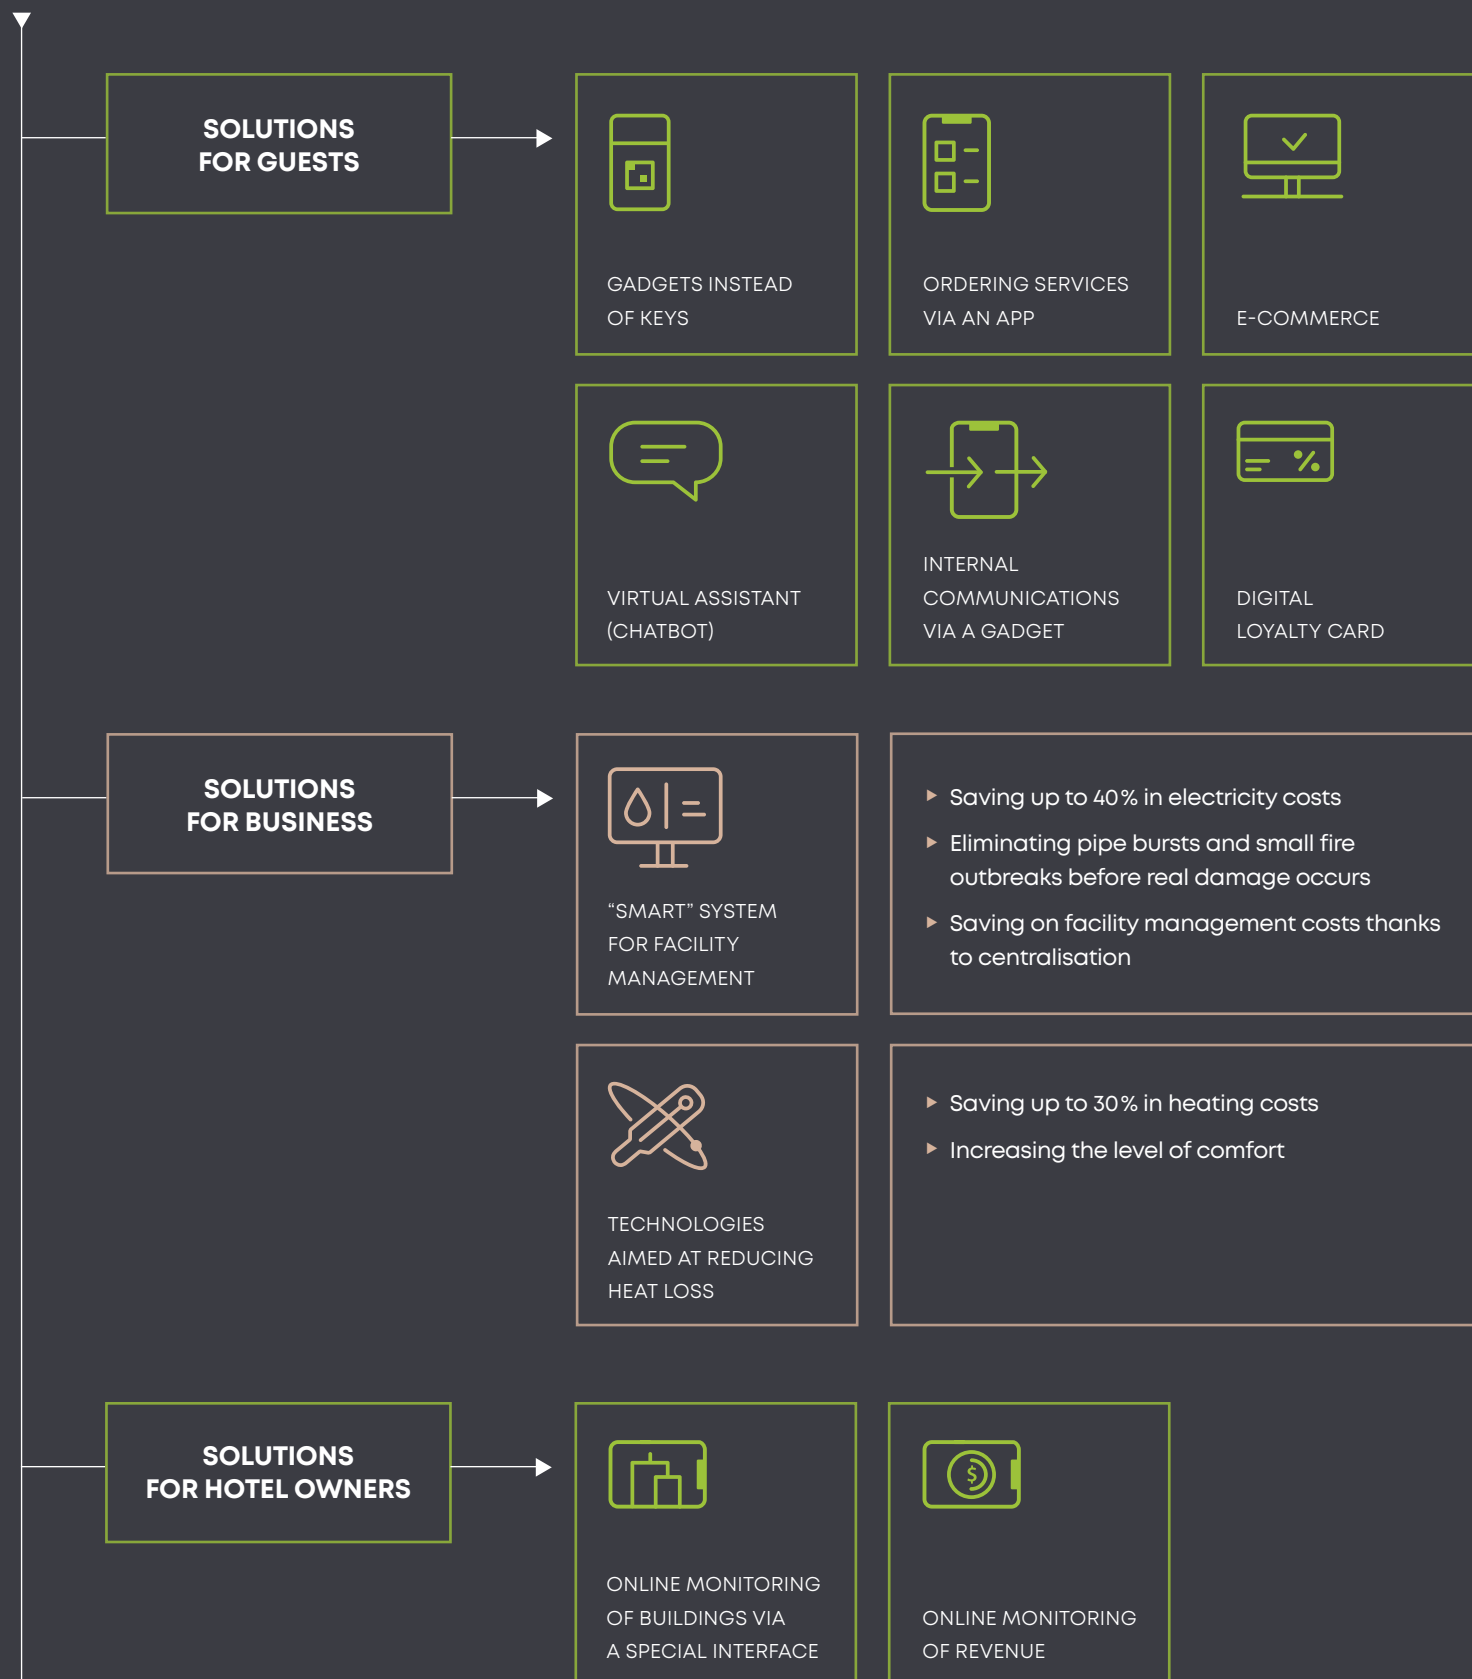 SOLUTIONS
FOR GUESTS
GADGETS INSTEAD
OF KEYS
ORDERING SERVICES
VIA AN APP
E-COMMERCE
VIRTUAL ASSISTANT
(CHATBOT)
INTERNAL
COMMUNICATIONS
VIA A GADGET
DIGITAL
LOYALTY CARD
SOLUTIONS
FOR BUSINESS
“SMART” SYSTEM
FOR FACILITY
MANAGEMENT
Saving up to 40% in electricity costs
Eliminating pipe bursts and small fire
outbreaks before real damage occurs
Saving on facility management costs thanks
to centralisation
TECHNOLOGIES
AIMED AT REDUCING
HEAT LOSS
Saving up to 30% in heating costs
Increasing the level of comfort
SOLUTIONS
FOR HOTEL OWNERS
ONLINE MONITORING
OF BUILDINGS VIA
A SPECIAL INTERFACE
ONLINE MONITORING
OF REVENUE